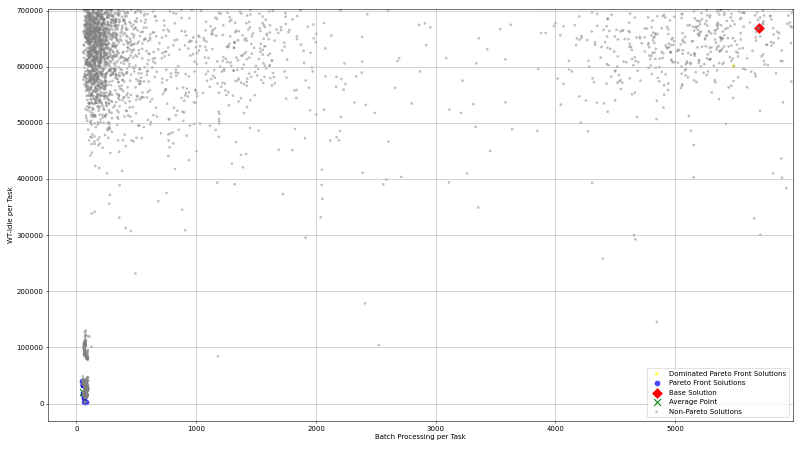 700000
600000
500000
400000
300000
200000
100000
0
WT-Idle per Task
0 1000 2000 3000 4000 5000
Batch Processing per Task
Dominated Pareto Front Solutions
Pareto Front Solutions
Base Solution
Average Point
Non-Pareto Solutions